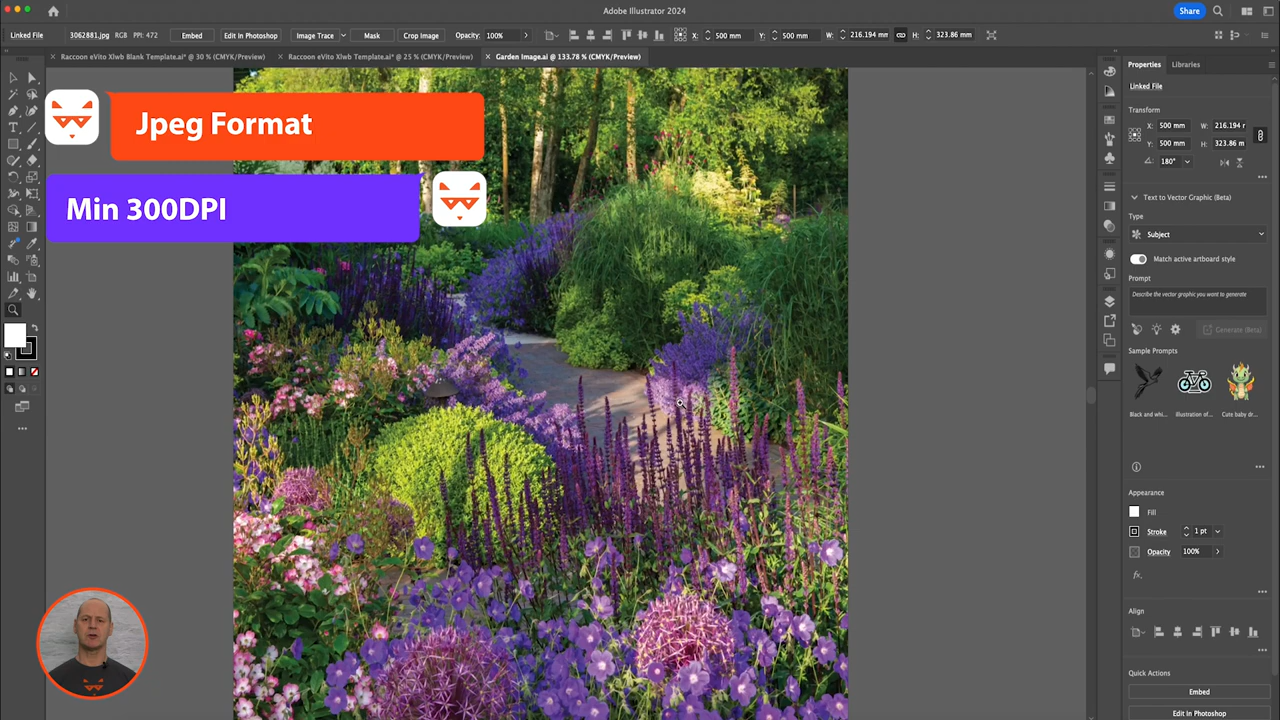 Adobe Illustrator 2024
Share
Linked File
3062881.jpg RGB PPI: 472
Embed
Edit In Photoshop
Image Trace
Mask
Crop Image
Opacity: 100%
X: 500 mm
Y: 500 mm
W: 216.194 mm
H: 323.86 mm
Raccoon eVito Xlwb Blank Template.ai* @ 30 % (CMYK/Preview)
Raccoon eVito Xlwb Template.ai* @ 25 % (CMYK/Preview)
Garden Image.ai @ 133.78 % (CMYK/Preview)
Jpeg Format
Min 300DPI
Properties
Libraries
Linked File
Transform
X: 500 mm
W: 216.194 r
Y: 500 mm
H: 323.86 m
180°
Text to Vector Graphic (Beta)
Type
Subject
Match active artboard style
Prompt
Describe the vector graphic you want to generate
Generate (Beta)
Sample Prompts
Black and whi...
Illustration of...
Cute baby dr...
Appearance
Fill
Stroke
1 pt
Opacity
100%
fx.
Align
Quick Actions
Embed
Edit In Photoshop